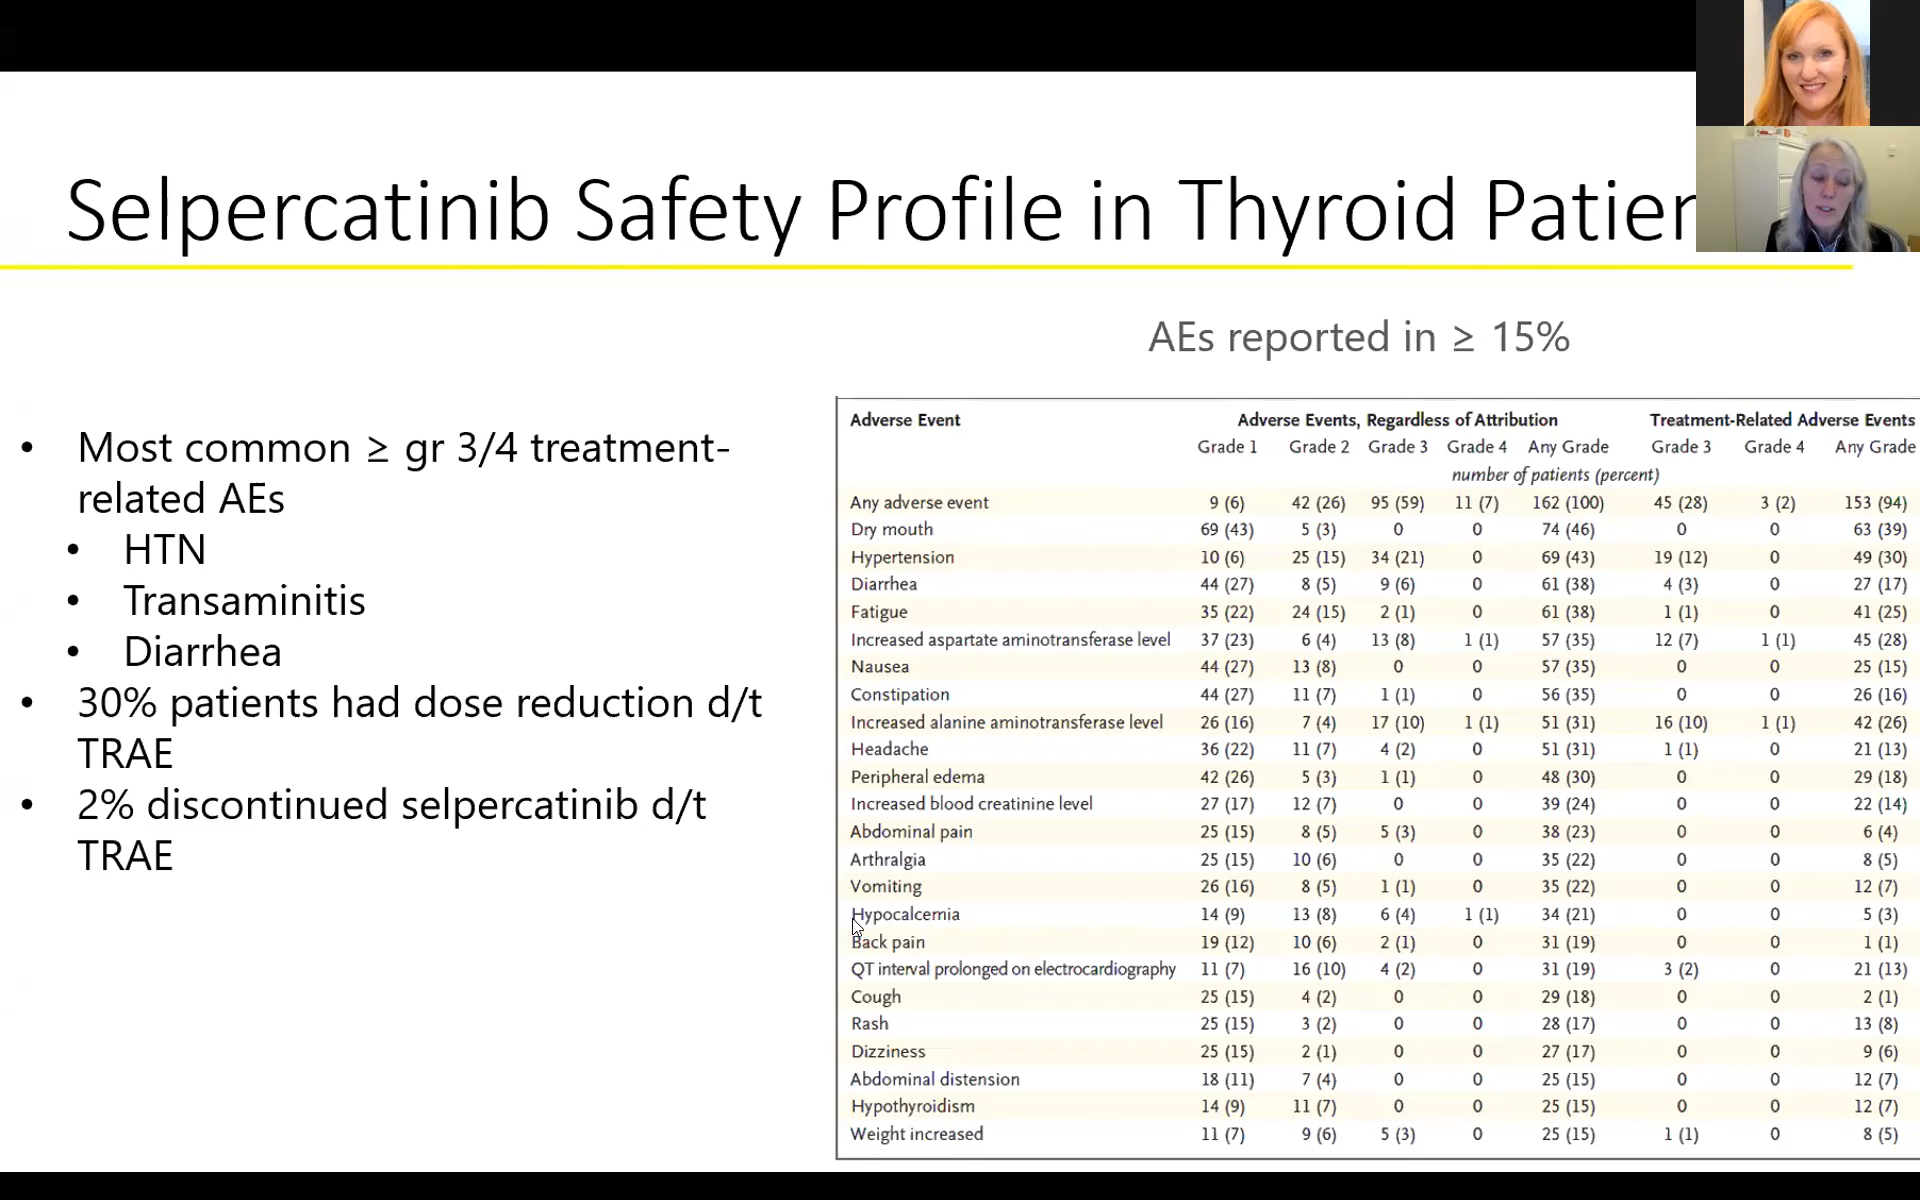 Selpercatinib Safety Profile in Thyroid Patien
AEs reported in ≥ 15%
• Most common ≥ gr 3/4 treatment-
related AEs
• HTN
• Transaminitis
• Diarrhea
• 30% patients had dose reduction d/t
TRAE
• 2% discontinued selpercatinib d/t
TRAE
Adverse Event Adverse Events, Regardless of Attribution Treatment-Related Adverse Events
Grade 1 Grade 2 Grade 3 Grade 4 Any Grade Grade 3 Grade 4 Any Grade
number of patients (percent)
Any adverse event 9 (6) 42 (26) 95 (59) 11 (7) 162 (100) 45 (28) 3 (2) 153 (94)
Dry mouth 69 (43) 5 (3) 0 0 74 (46) 0 0 63 (39)
Hypertension 10 (6) 25 (15) 34 (21) 0 69 (43) 19 (12) 0 49 (30)
Diarrhea 44 (27) 8 (5) 9 (6) 0 61 (38) 4 (3) 0 27 (17)
Fatigue 35 (22) 24 (15) 2 (1) 0 61 (38) 1 (1) 0 41 (25)
Increased aspartate aminotransferase level 37 (23) 6 (4) 13 (8) 1 (1) 57 (35) 12 (7) 1 (1) 45 (28)
Nausea 44 (27) 13 (8) 0 0 57 (35) 0 0 25 (15)
Constipation 44 (27) 11 (7) 1 (1) 0 56 (35) 0 0 26 (16)
Increased alanine aminotransferase level 26 (16) 7 (4) 17 (10) 1 (1) 51 (31) 16 (10) 1 (1) 42 (26)
Headache 36 (22) 11 (7) 4 (2) 0 51 (31) 1 (1) 0 21 (13)
Peripheral edema 42 (26) 5 (3) 1 (1) 0 48 (30) 0 0 29 (18)
Increased blood creatinine level 27 (17) 12 (7) 0 0 39 (24) 0 0 22 (14)
Abdominal pain 25 (15) 8 (5) 5 (3) 0 38 (23) 0 0 6 (4)
Arthralgia 25 (15) 10 (6) 0 0 35 (22) 0 0 8 (5)
Vomiting 26 (16) 8 (5) 1 (1) 0 35 (22) 0 0 12 (7)
Hypocalcemia 14 (9) 13 (8) 6 (4) 1 (1) 34 (21) 0 0 5 (3)
Back pain 19 (12) 10 (6) 2 (1) 0 31 (19) 0 0 1 (1)
QT interval prolonged on electrocardiography 11 (7) 16 (10) 4 (2) 0 31 (19) 3 (2) 0 21 (13)
Cough 25 (15) 4 (2) 0 0 29 (18) 0 0 2 (1)
Rash 25 (15) 3 (2) 0 0 28 (17) 0 0 13 (8)
Dizziness 25 (15) 2 (1) 0 0 27 (17) 0 0 9 (6)
Abdominal distension 18 (11) 7 (4) 0 0 25 (15) 0 0 12 (7)
Hypothyroidism 14 (9) 11 (7) 0 0 25 (15) 0 0 12 (7)
Weight increased 11 (7) 9 (6) 5 (3) 0 25 (15) 1 (1) 0 8 (5)